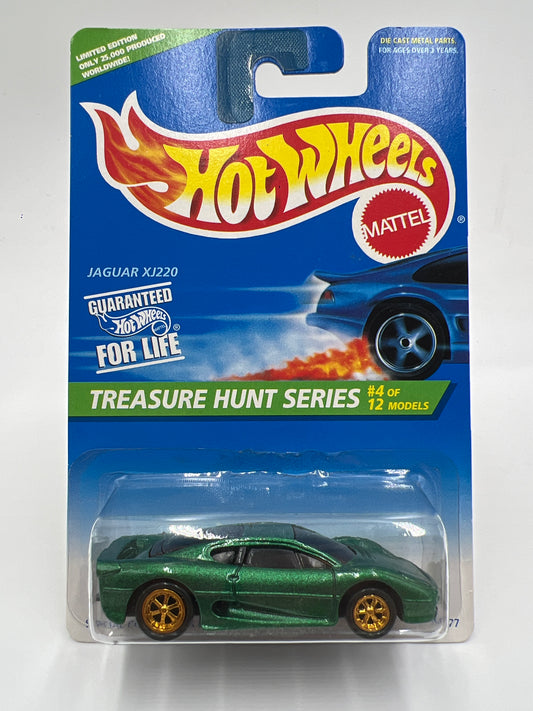 LIMITED EDITION
ONLY 25,000 PRODUCED
WORLDWIDE!
DIE CAST METAL PARTS.
FOR AGES OVER 3 YEARS.
HOT WHEELS
MATTEL
®
JAGUAR XJ220
GUARANTEED
HOT WHEELS
®
FOR LIFE
TREASURE HUNT SERIES #4 OF
12 MODELS